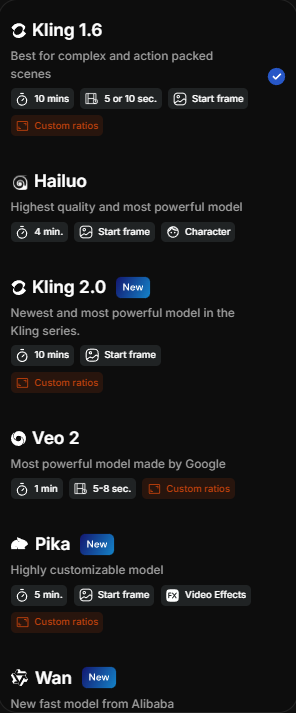 Kling 1.6
Best for complex and action packed
scenes
10 mins 5 or 10 sec. Start frame
Custom ratios
Hailuo
Highest quality and most powerful model
4 min. Start frame Character
Kling 2.0 New
Newest and most powerful model in the
Kling series.
10 mins Start frame
Custom ratios
Veo 2
Most powerful model made by Google
1 min 5-8 sec. Custom ratios
Pika New
Highly customizable model
5 min. Start frame FX Video Effects
Custom ratios
Wan New
New fast model from Alibaba